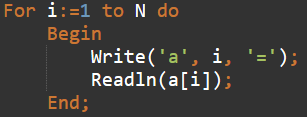 For i:=1 to N do
Begin
Write('a', i, '=');
Readln(a[i]);
End;